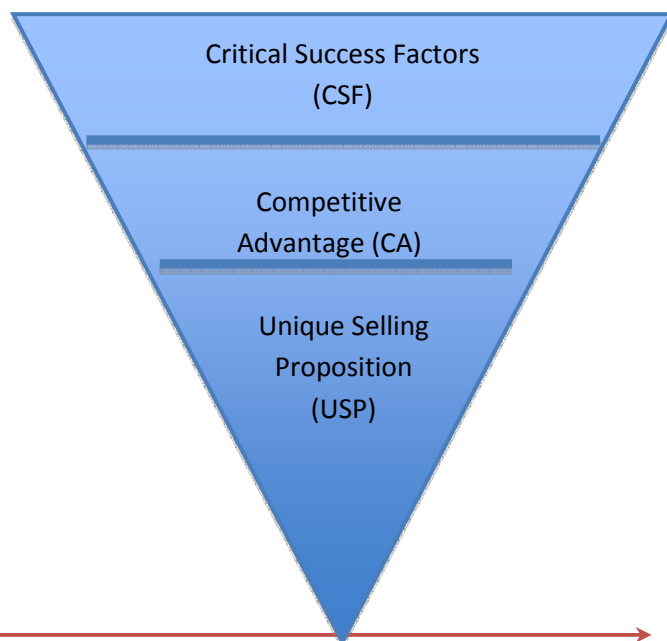 Critical Success Factors
(CSF)
Competitive
Advantage (CA)
Unique Selling
Proposition
(USP)